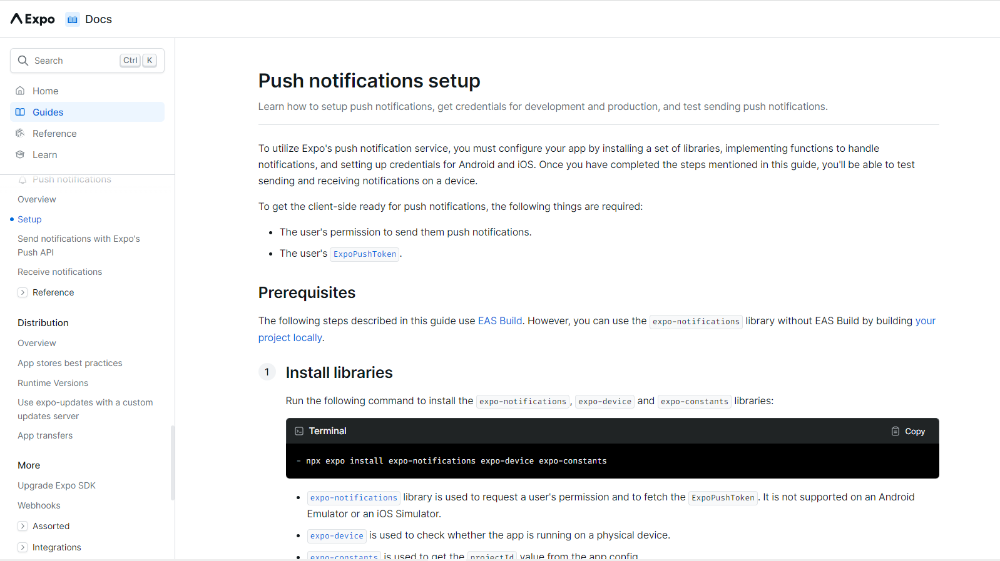 Expo Docs
Search Ctrl K
Home
Guides
Reference
Learn
Push notifications
Overview
Setup
Send notifications with Expo's
Push API
Receive notifications
Reference
Distribution
Overview
App stores best practices
Runtime Versions
Use expo-updates with a custom
updates server
App transfers
More
Upgrade Expo SDK
Webhooks
Assorted
Integrations
Push notifications setup
Learn how to setup push notifications, get credentials for development and production, and test sending push notifications.
To utilize Expo's push notification service, you must configure your app by installing a set of libraries, implementing functions to handle
notifications, and setting up credentials for Android and iOS. Once you have completed the steps mentioned in this guide, you'll be able to test
sending and receiving notifications on a device.
To get the client-side ready for push notifications, the following things are required:
• The user's permission to send them push notifications.
• The user's ExpoPushToken.
Prerequisites
The following steps described in this guide use EAS Build. However, you can use the expo-notifications library without EAS Build by building your
project locally.
1 Install libraries
Run the following command to install the expo-notifications, expo-device and expo-constants libraries:
Terminal Copy
- npx expo install expo-notifications expo-device expo-constants
• expo-notifications library is used to request a user's permission and to fetch the ExpoPushToken. It is not supported on an Android
Emulator or an iOS Simulator.
• expo-device is used to check whether the app is running on a physical device.
• expo-constants is used to get the projectId value from the app config.